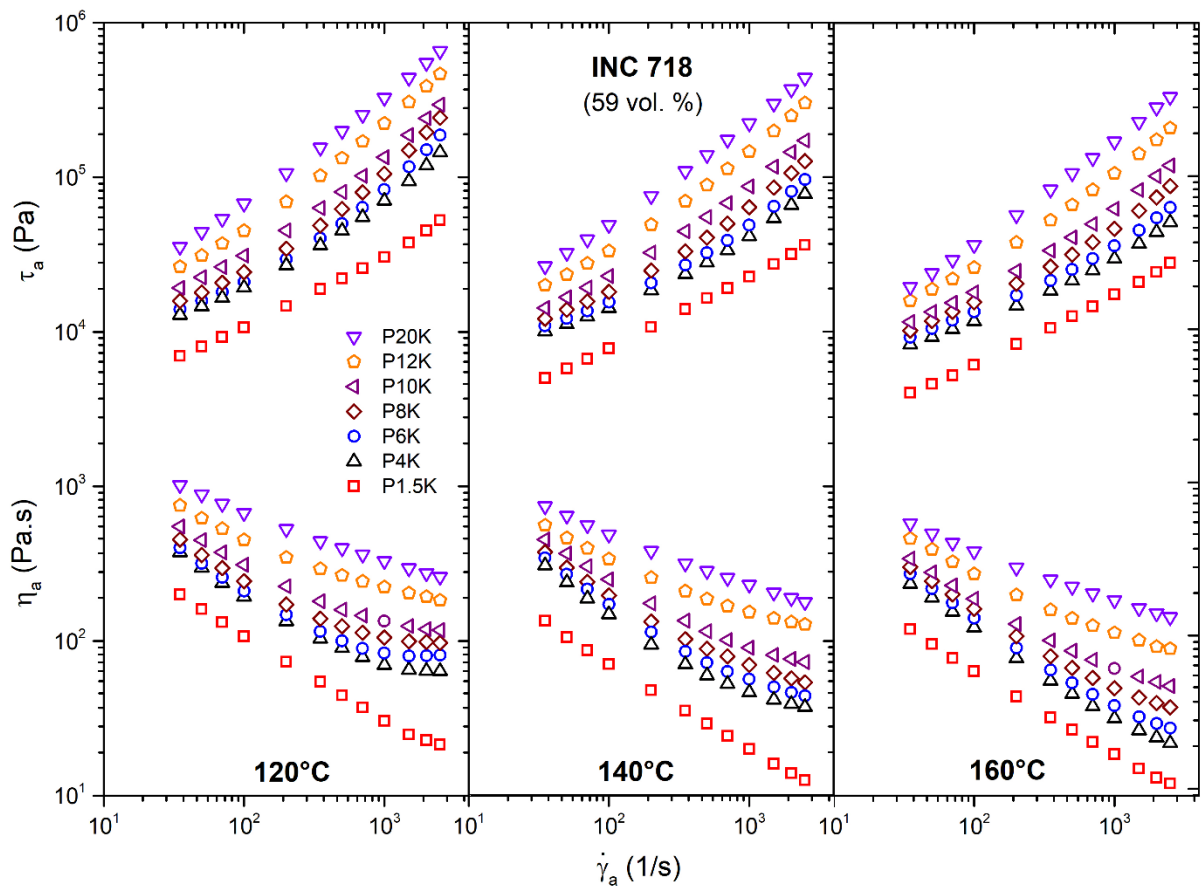 10⁶
10⁵
10⁴
10³
10²
10¹
τₐ (Pa)
ηₐ (Pa.s)
INC 718
(59 vol. %)
P20K
P12K
P10K
P8K
P6K
P4K
P1.5K
120°C
140°C
160°C
10¹ 10² 10³ 10¹ 10² 10³ 10¹ 10² 10³
γ̇ₐ (1/s)